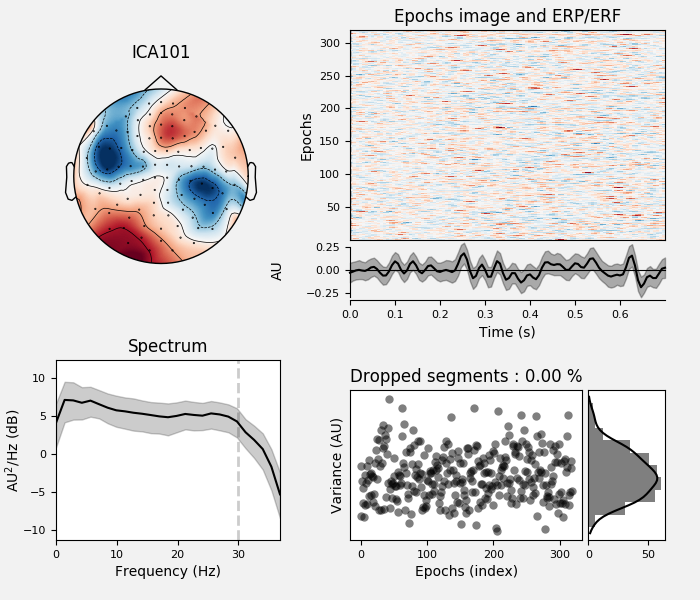 ICA101
Epochs image and ERP/ERF
Epochs
300
250
200
150
100
50
AU
0.25
0.00
−0.25
0.0 0.1 0.2 0.3 0.4 0.5 0.6
Time (s)
Spectrum
AU²/Hz (dB)
10
5
0
−5
−10
0 10 20 30
Frequency (Hz)
Dropped segments : 0.00 %
Variance (AU)
0 100 200 300
Epochs (index)
0 50